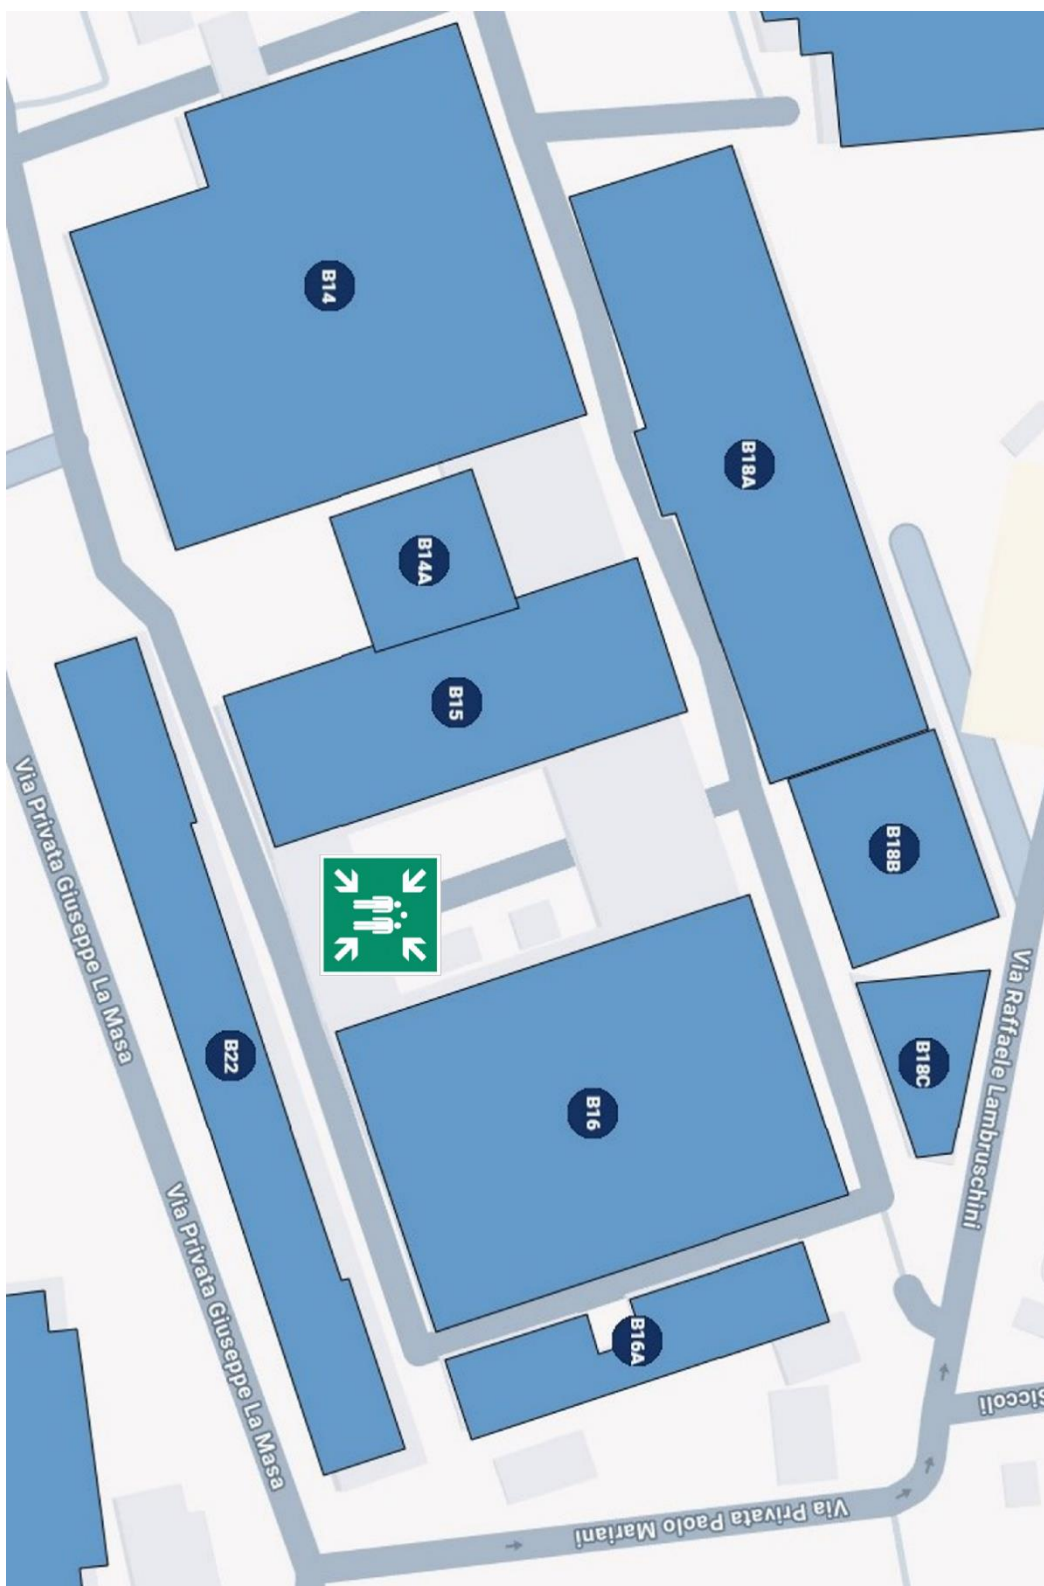 B14
B18A
B14A
B15
B18B
B22
B18C
B16
B16A
Via Privata Giuseppe La Masa
Via Privata Giuseppe La Masa
Via Raffaele Lambruschini
Via Privata Paolo Mariani